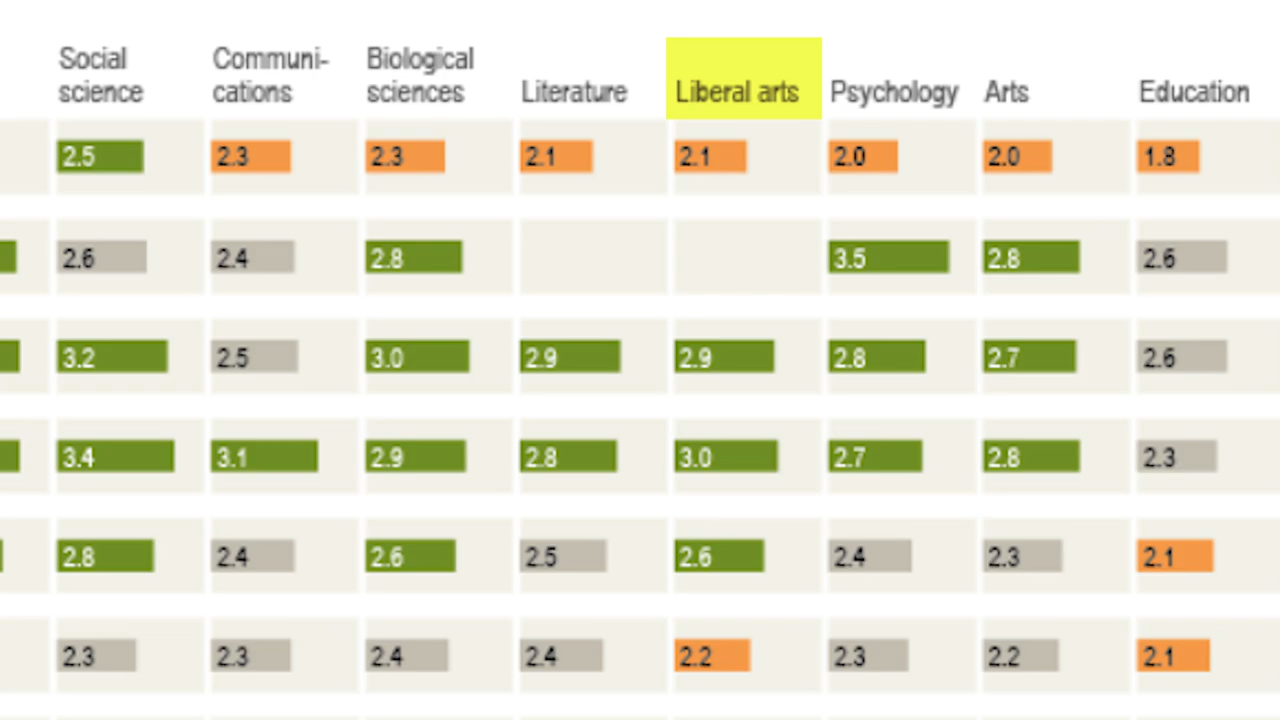 Social science
Communi-cations
Biological sciences
Literature
Liberal arts
Psychology
Arts
Education
2.5 2.3 2.3 2.1 2.1 2.0 2.0 1.8
2.6 2.4 2.8 3.5 2.8 2.6
3.2 2.5 3.0 2.9 2.9 2.8 2.7 2.6
3.4 3.1 2.9 2.8 3.0 2.7 2.8 2.3
2.8 2.4 2.6 2.5 2.6 2.4 2.3 2.1
2.3 2.3 2.4 2.4 2.2 2.3 2.2 2.1